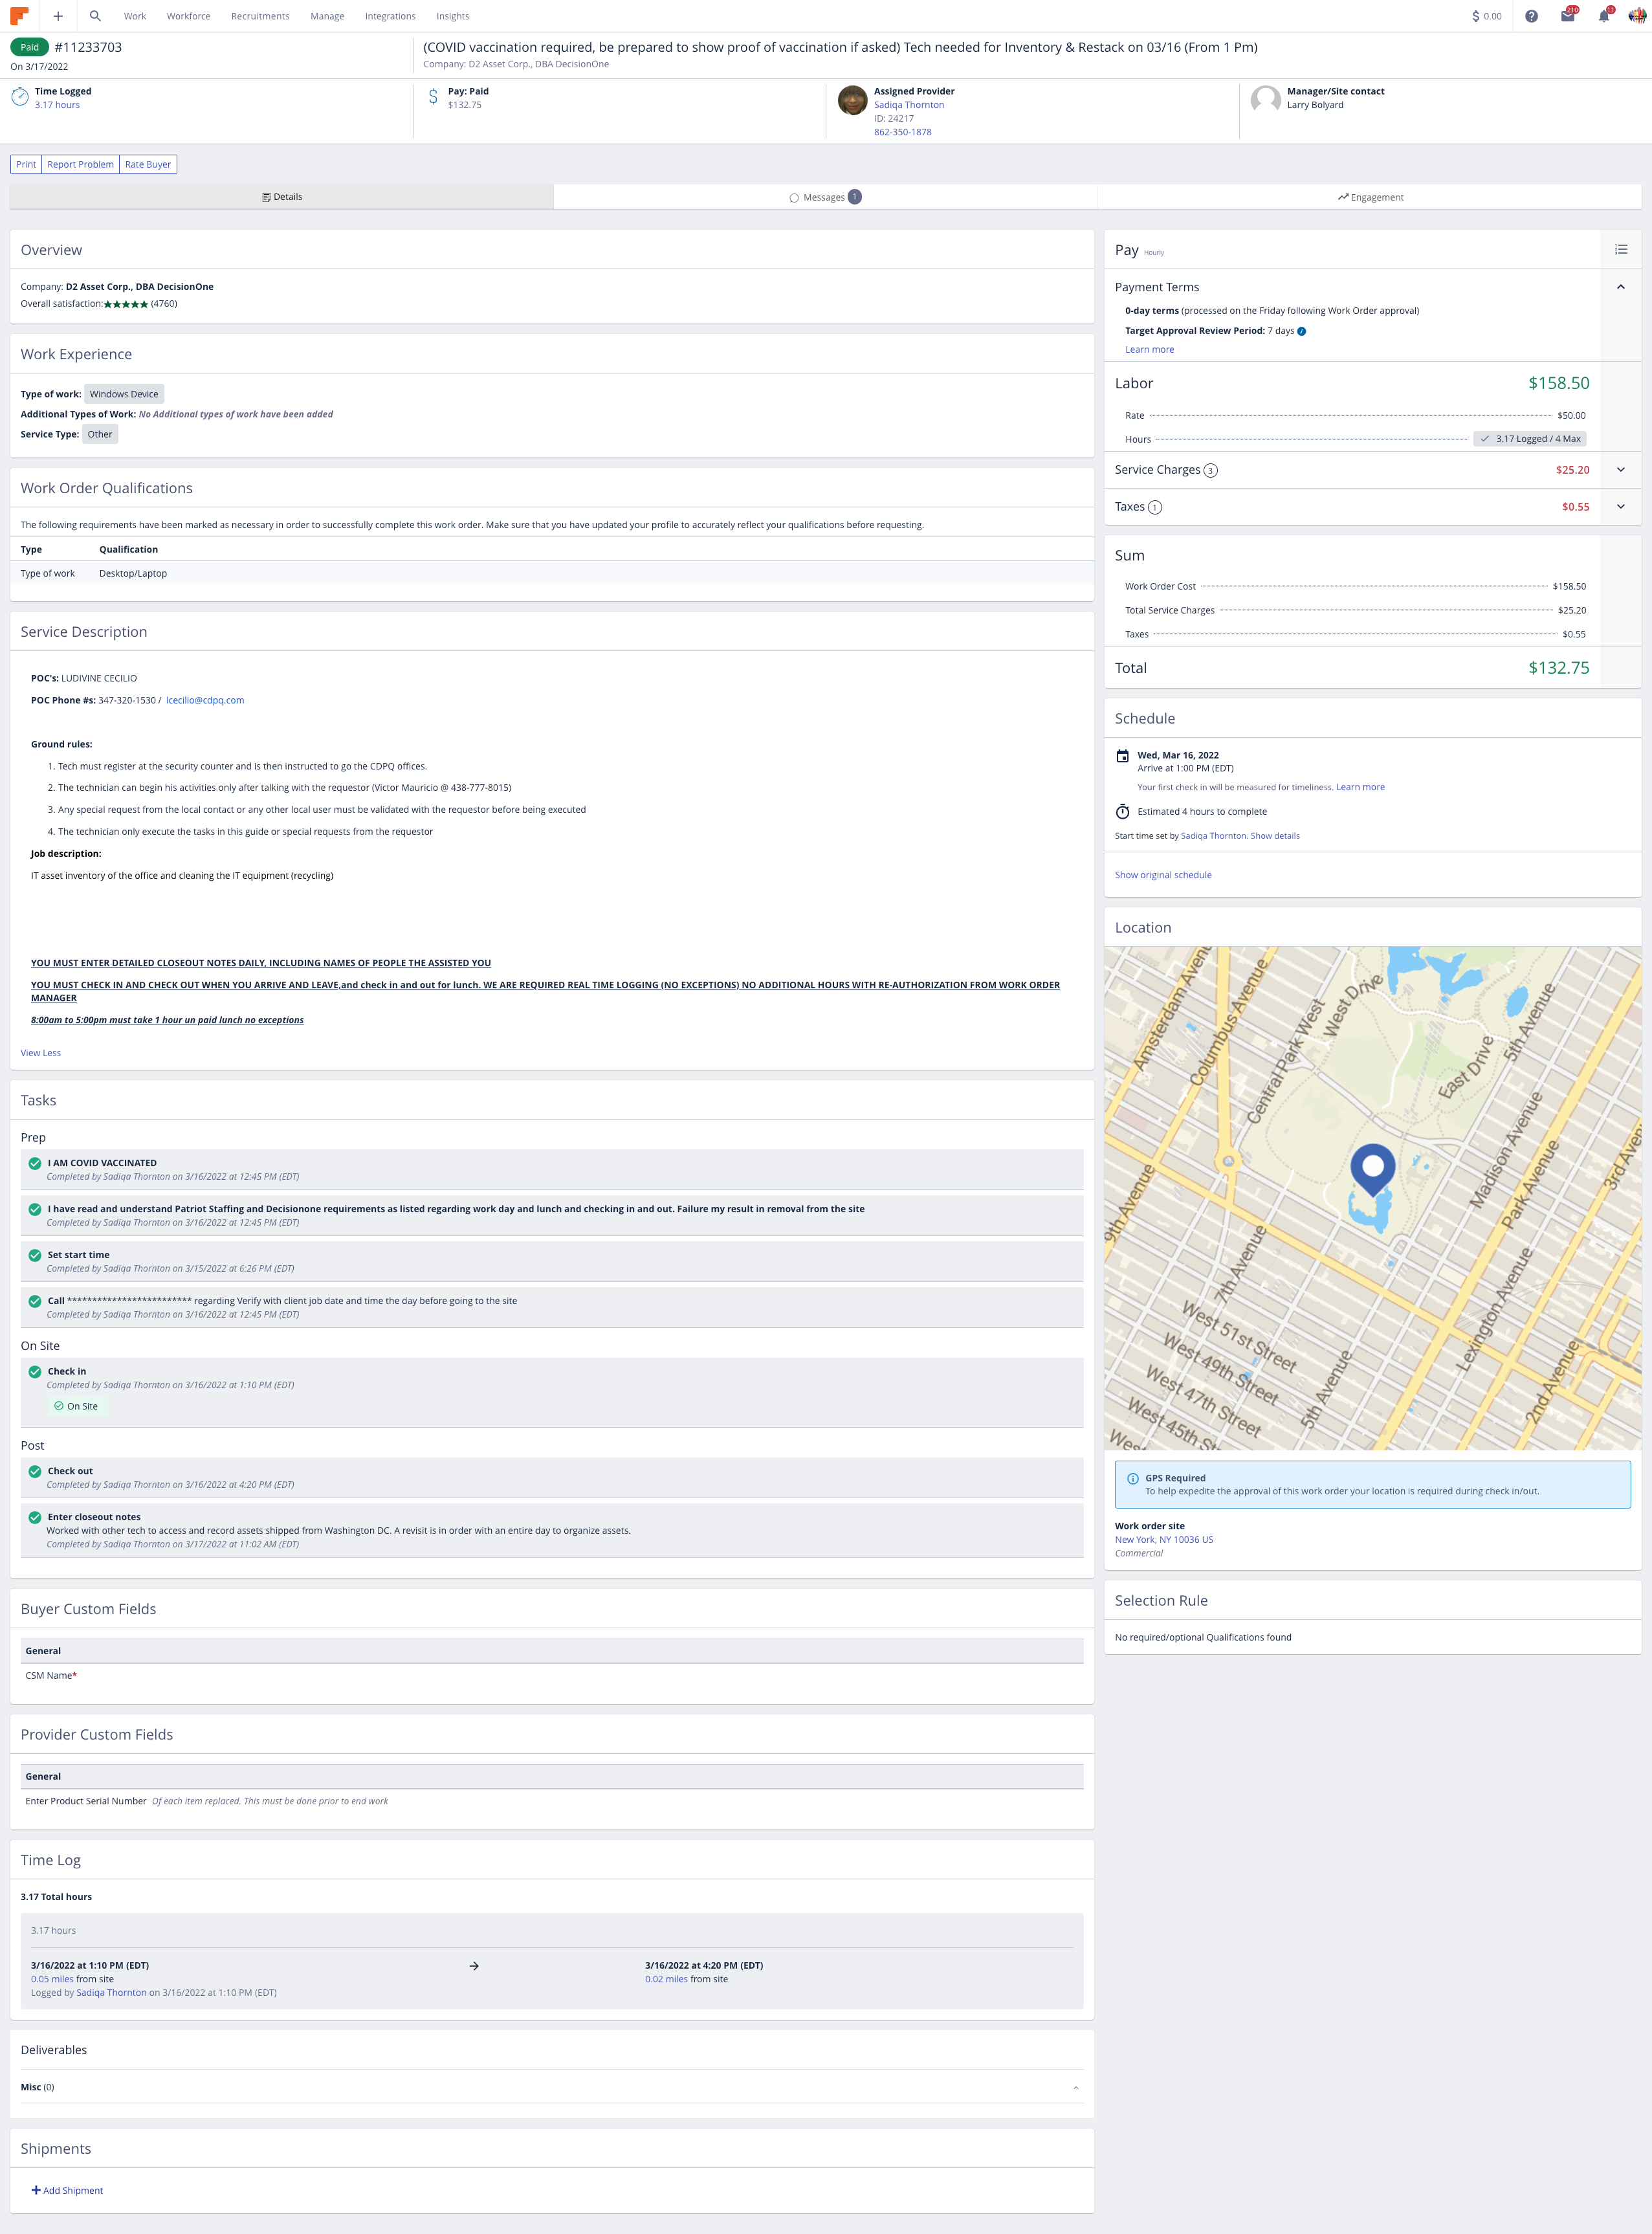 Work Workforce Recruitments Manage Integrations Insights
$ 0.00
210
11
Paid #11233703
On 3/17/2022
(COVID vaccination required, be prepared to show proof of vaccination if asked) Tech needed for Inventory & Restack on 03/16 (From 1 Pm)
Company: D2 Asset Corp., DBA DecisionOne
Time Logged
3.17 hours
Pay: Paid
$132.75
Assigned Provider
Sadiqa Thornton
ID: 24217
862-350-1878
Manager/Site contact
Larry Bolyard
Print Report Problem Rate Buyer
Details
Messages 1
Engagement
Overview
Company: D2 Asset Corp., DBA DecisionOne
Overall satisfaction:★★★★★ (4760)
Work Experience
Type of work: Windows Device
Additional Types of Work: No Additional types of work have been added
Service Type: Other
Work Order Qualifications
The following requirements have been marked as necessary in order to successfully complete this work order. Make sure that you have updated your profile to accurately reflect your qualifications before requesting.
Type Qualification
Type of work Desktop/Laptop
Service Description
POC's: LUDIVINE CECILIO
POC Phone #s: 347-320-1530 / lcecilio@cdpq.com
Ground rules:
1. Tech must register at the security counter and is then instructed to go the CDPQ offices.
2. The technician can begin his activities only after talking with the requestor (Victor Mauricio @ 438-777-8015)
3. Any special request from the local contact or any other local user must be validated with the requestor before being executed
4. The technician only execute the tasks in this guide or special requests from the requestor
Job description:
IT asset inventory of the office and cleaning the IT equipment (recycling)
YOU MUST ENTER DETAILED CLOSEOUT NOTES DAILY, INCLUDING NAMES OF PEOPLE THE ASSISTED YOU
YOU MUST CHECK IN AND CHECK OUT WHEN YOU ARRIVE AND LEAVE,and check in and out for lunch. WE ARE REQUIRED REAL TIME LOGGING (NO EXCEPTIONS) NO ADDITIONAL HOURS WITH RE-AUTHORIZATION FROM WORK ORDER
MANAGER
8:00am to 5:00pm must take 1 hour un paid lunch no exceptions
View Less
Tasks
Prep
I AM COVID VACCINATED
Completed by Sadiqa Thornton on 3/16/2022 at 12:45 PM (EDT)
I have read and understand Patriot Staffing and Decisionone requirements as listed regarding work day and lunch and checking in and out. Failure my result in removal from the site
Completed by Sadiqa Thornton on 3/16/2022 at 12:45 PM (EDT)
Set start time
Completed by Sadiqa Thornton on 3/15/2022 at 6:26 PM (EDT)
Call ************************* regarding Verify with client job date and time the day before going to the site
Completed by Sadiqa Thornton on 3/16/2022 at 12:45 PM (EDT)
On Site
Check in
Completed by Sadiqa Thornton on 3/16/2022 at 1:10 PM (EDT)
On Site
Post
Check out
Completed by Sadiqa Thornton on 3/16/2022 at 4:20 PM (EDT)
Enter closeout notes
Worked with other tech to access and record assets shipped from Washington DC. A revisit is in order with an entire day to organize assets.
Completed by Sadiqa Thornton on 3/17/2022 at 11:02 AM (EDT)
Buyer Custom Fields
General
CSM Name*
Provider Custom Fields
General
Enter Product Serial Number Of each item replaced. This must be done prior to end work
Time Log
3.17 Total hours
3.17 hours
3/16/2022 at 1:10 PM (EDT) → 3/16/2022 at 4:20 PM (EDT)
0.05 miles from site
0.02 miles from site
Logged by Sadiqa Thornton on 3/16/2022 at 1:10 PM (EDT)
Deliverables
Misc (0)
Shipments
Add Shipment
Pay Hourly
Payment Terms
0-day terms (processed on the Friday following Work Order approval)
Target Approval Review Period: 7 days
Learn more
Labor $158.50
Rate $50.00
Hours 3.17 Logged / 4 Max
Service Charges 3 $25.20
Taxes 1 $0.55
Sum
Work Order Cost $158.50
Total Service Charges $25.20
Taxes $0.55
Total $132.75
Schedule
Wed, Mar 16, 2022
Arrive at 1:00 PM (EDT)
Your first check in will be measured for timeliness. Learn more
Estimated 4 hours to complete
Start time set by Sadiqa Thornton. Show details
Show original schedule
Location
Amsterdam Aven
Columbus Avenue
Central Park West
West Drive
East Drive
5th Avenue
Madison Avenue
Park Avenue
3rd Aven
9th Avenue
7th Avenue
West 51st Street
West 49th Street
West 47th Street
West 45th St
Wes
5th Avenue
Lexington Avenue
2nd Avenue
GPS Required
To help expedite the approval of this work order your location is required during check in/out.
Work order site
New York, NY 10036 US
Commercial
Selection Rule
No required/optional Qualifications found